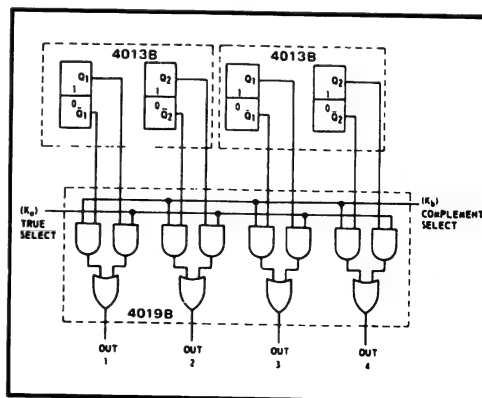 4013B 4013B
Q1 Q2 Q1 Q2
1 1 1 1
0 0 0 0
Q̄1 Q̄2 Q̄1 Q̄2
(Ka) (Kb)
TRUE COMPLEMENT
SELECT SELECT
4019B
OUT OUT OUT OUT
1 2 3 4